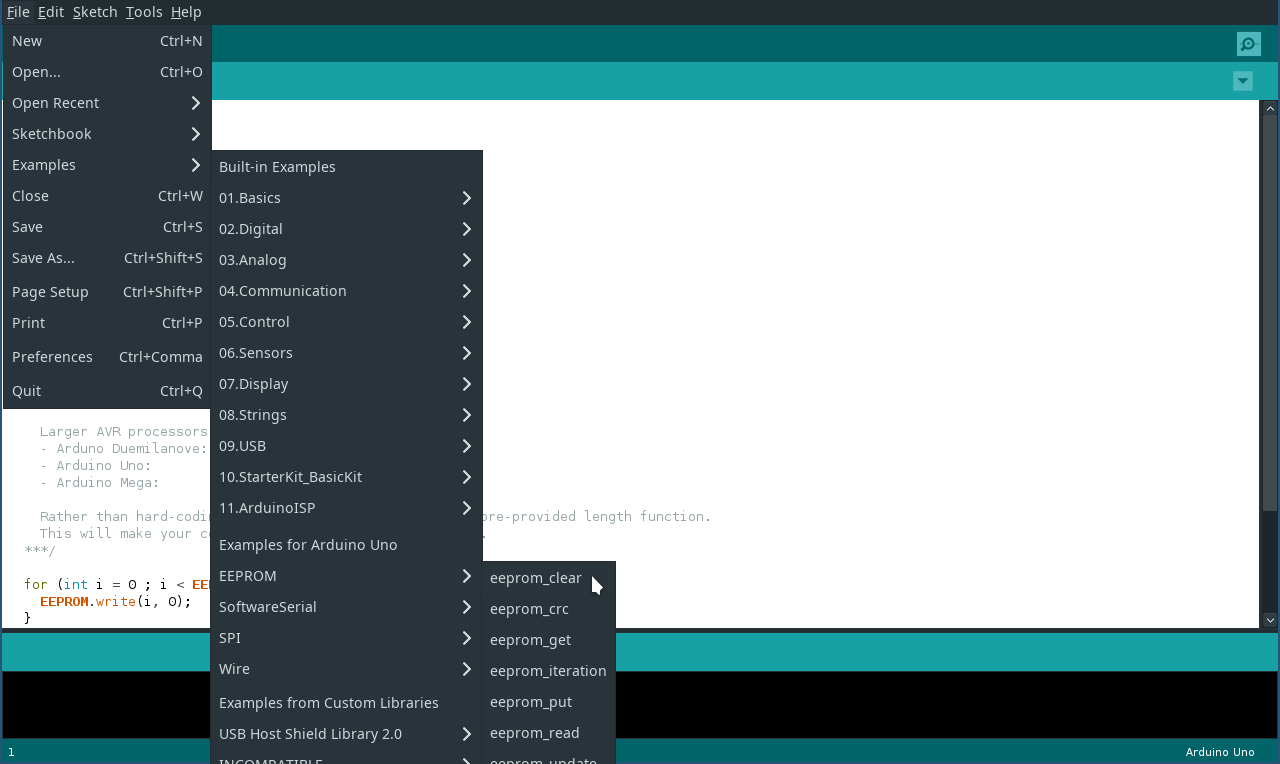 File Edit Sketch Tools Help
New Ctrl+N
Open... Ctrl+O
Open Recent
Sketchbook
Examples
Close Ctrl+W
Save Ctrl+S
Save As... Ctrl+Shift+S
Page Setup Ctrl+Shift+P
Print Ctrl+P
Preferences Ctrl+Comma
Quit Ctrl+Q
Built-in Examples
01.Basics
02.Digital
03.Analog
04.Communication
05.Control
06.Sensors
07.Display
08.Strings
09.USB
10.StarterKit_BasicKit
11.ArduinoISP
Examples for Arduino Uno
EEPROM
SoftwareSerial
SPI
Wire
Examples from Custom Libraries
USB Host Shield Library 2.0
INCOMPATIBLE
eeprom_clear
eeprom_crc
eeprom_get
eeprom_iteration
eeprom_put
eeprom_read
eeprom_update
Larger AVR processors
- Arduno Duemilanove:
- Arduino Uno:
- Arduino Mega:
Rather than hard-codi ore-provided length function.
This will make your c .
***/
for (int i = 0 ; i < EE
EEPROM.write(i, 0);
}
1
Arduino Uno